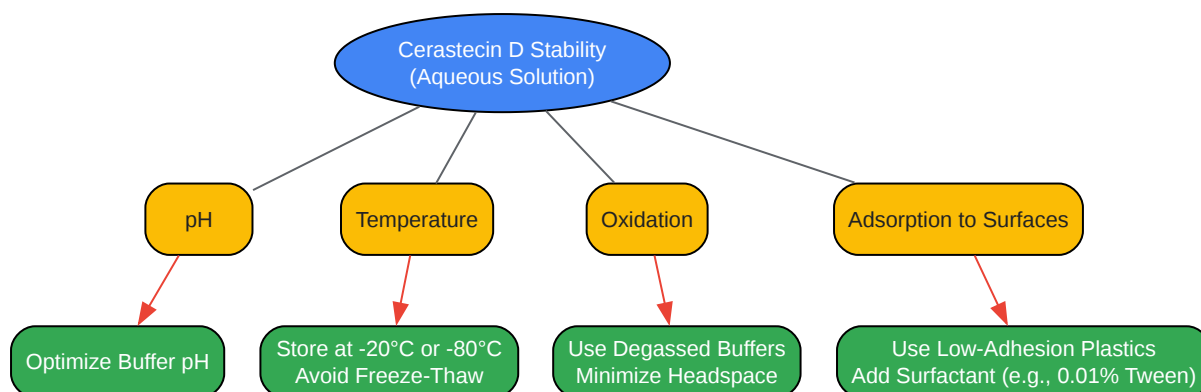 Cerastecin D Stability
(Aqueous Solution)
pH
Temperature
Oxidation
Adsorption to Surfaces
Optimize Buffer pH
Store at -20°C or -80°C
Avoid Freeze-Thaw
Use Degassed Buffers
Minimize Headspace
Use Low-Adhesion Plastics
Add Surfactant (e.g., 0.01% Tween)